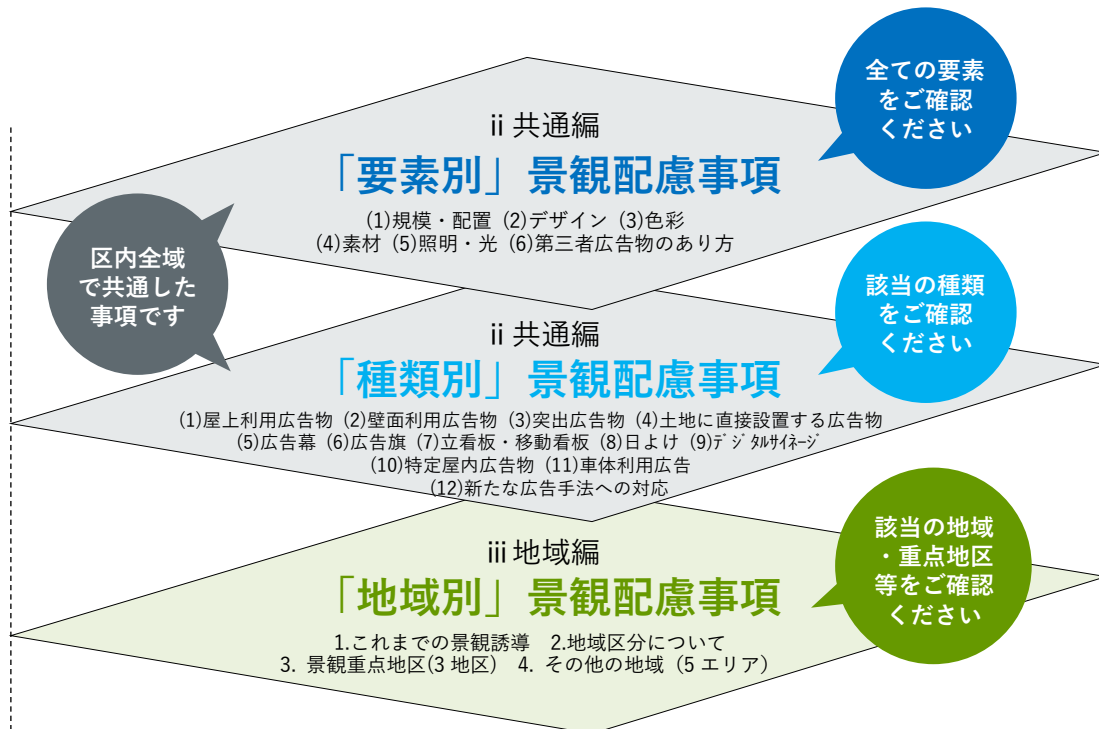 全ての要素
をご確認
ください
ⅱ 共通編
「要素別」景観配慮事項
(1)規模・配置 (2)デザイン (3)色彩
(4)素材 (5)照明・光 (6)第三者広告物のあり方
区内全域
で共通した
事項です
該当の種類
をご確認
ください
ⅱ 共通編
「種類別」景観配慮事項
(1)屋上利用広告物 (2)壁面利用広告物 (3)突出広告物 (4)土地に直接設置する広告物
(5)広告幕 (6)広告旗 (7)立看板・移動看板 (8)日よけ (9)ﾃﾞｼﾞﾀﾙｻｲﾈｰｼﾞ
(10)特定屋内広告物 (11)車体利用広告
(12)新たな広告手法への対応
該当の地域
・重点地区
等をご確認
ください
ⅲ 地域編
「地域別」景観配慮事項
1.これまでの景観誘導 2.地域区分について
3. 景観重点地区(3 地区) 4. その他の地域 (5 エリア)